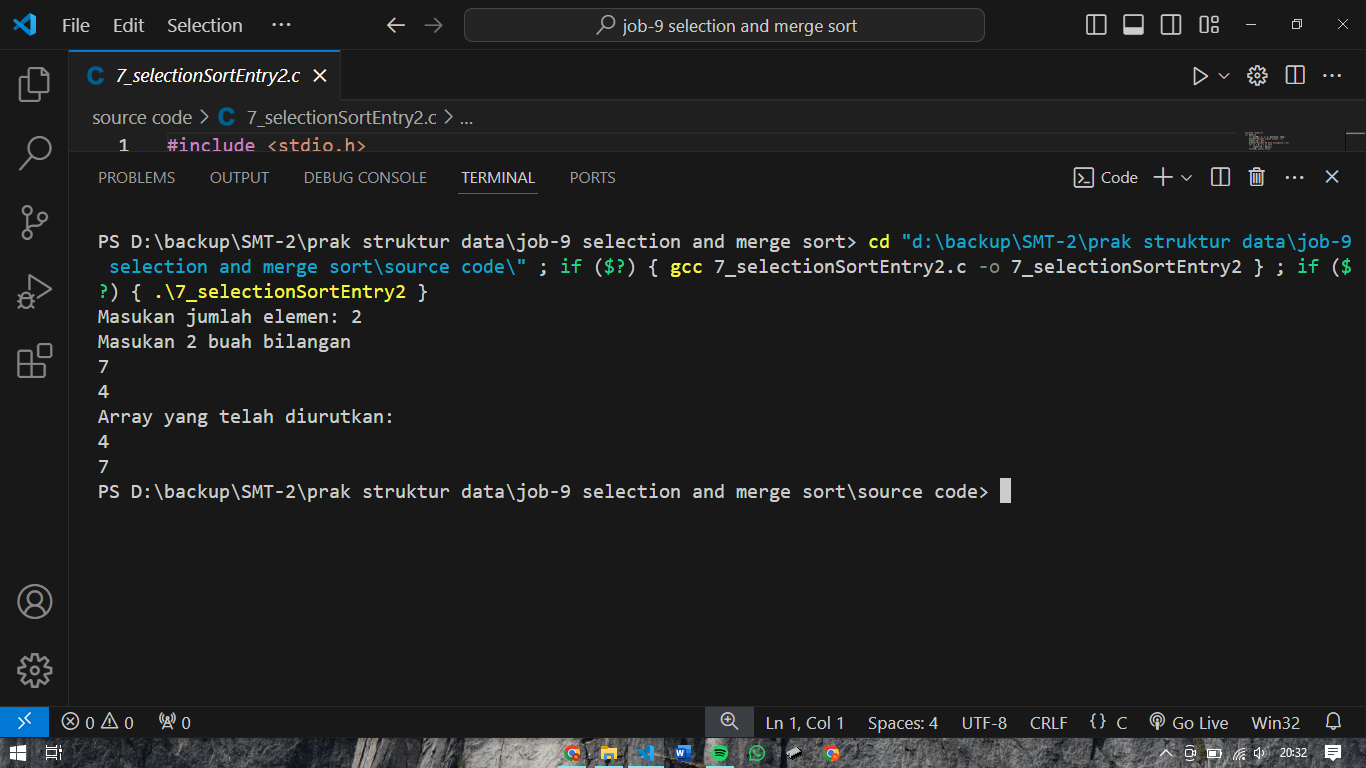 File Edit Selection ··· job-9 selection and merge sort
7_selectionSortEntry2.c
source code > C 7_selectionSortEntry2.c > ...
1 #include <stdio.h>
PROBLEMS OUTPUT DEBUG CONSOLE TERMINAL PORTS Code
PS D:\backup\SMT-2\prak struktur data\job-9 selection and merge sort> cd "d:\backup\SMT-2\prak struktur data\job-9
selection and merge sort\source code\" ; if ($?) { gcc 7_selectionSortEntry2.c -o 7_selectionSortEntry2 } ; if ($
?) { .\7_selectionSortEntry2 }
Masukan jumlah elemen: 2
Masukan 2 buah bilangan
7
4
Array yang telah diurutkan:
4
7
PS D:\backup\SMT-2\prak struktur data\job-9 selection and merge sort\source code>
0 0 0 Ln 1, Col 1 Spaces: 4 UTF-8 CRLF {} C Go Live Win32
20:32